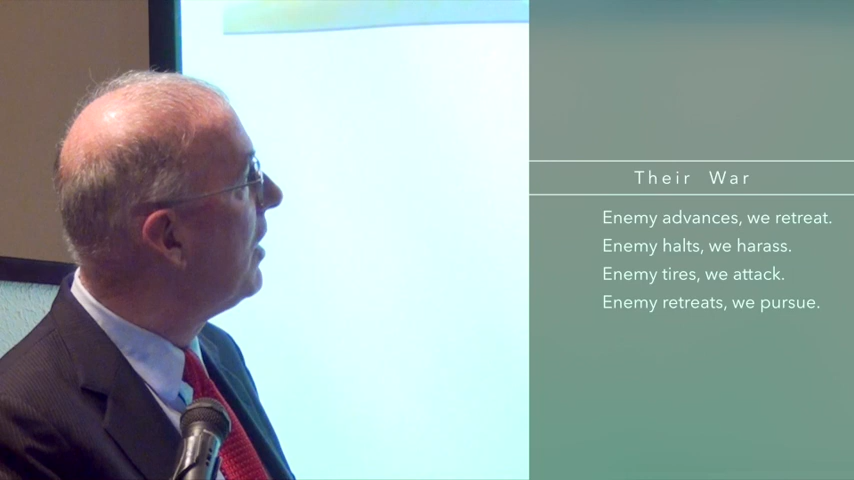 Their War
Enemy advances, we retreat.
Enemy halts, we harass.
Enemy tires, we attack.
Enemy retreats, we pursue.